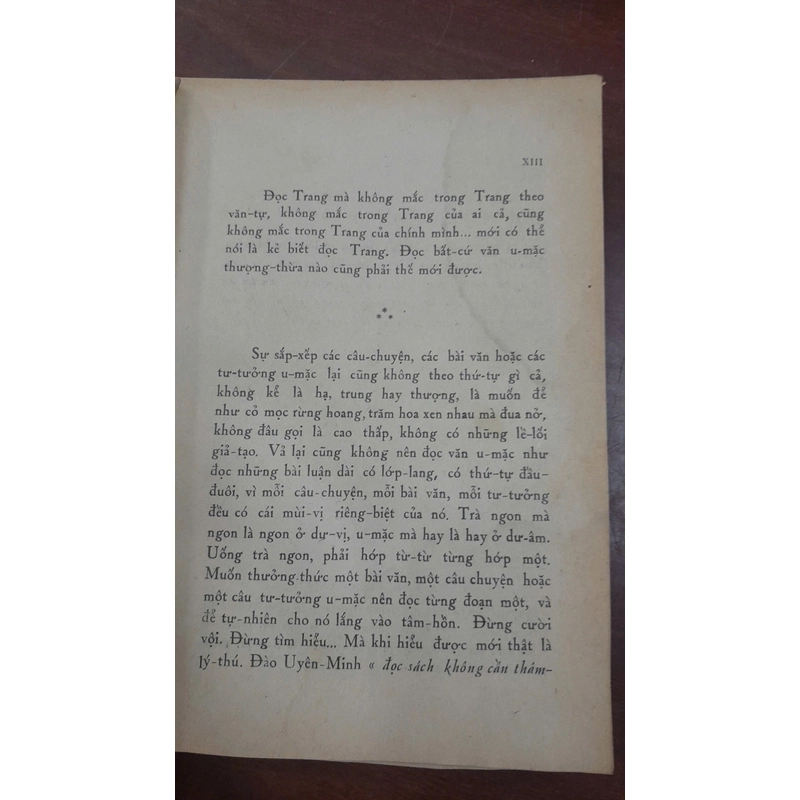 XIII
Đọc Trang mà không mắc trong Trang theo
văn-tự, không mắc trong Trang của ai cả, cũng
không mắc trong Trang của chính mình... mới có thể
nói là kẻ biết đọc Trang. Đọc bất-cứ văn u-mặc
thượng-thừa nào cũng phải thế mới được.
Sự sắp-xếp các câu-chuyện, các bài văn hoặc các
tư-tưởng u-mặc lại cũng không theo thứ-tự gì cả,
không kể là hạ, trung hay thượng, là muốn để
như cỏ mọc rừng hoang, trăm hoa xen nhau mà đua nở,
không đâu gọi là cao thấp, không có những lề-lối
giả-tạo. Vả lại cũng không nên đọc văn u-mặc như
đọc những bài luận dài có lớp-lang, có thứ-tự đầu-
đuôi, vì mỗi câu-chuyện, mỗi bài văn, mỗi tư-tưởng
đều có cái mùi-vị riêng-biệt của nó. Trà ngon mà
ngon là ngon ở dự-vị, u-mặc mà hay là hay ở dư-âm.
Uống trà ngon, phải hớp từ-từ từng hớp một.
Muốn thưởng-thức một bài văn, một câu chuyện hoặc
một câu tư-tưởng u-mặc nên đọc từng đoạn một, và
để tự-nhiên cho nó lắng vào tâm-hồn. Đừng cười
vội. Đừng tìm hiểu... Mà khi hiểu được mới thật là
lý-thú. Đào Uyên-Minh « đọc sách không cần thám-